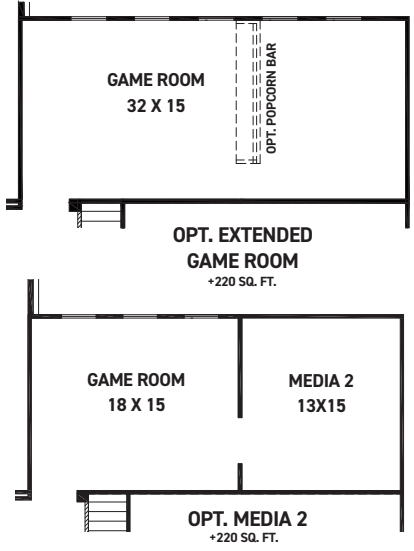 GAME ROOM
32 X 15
OPT. POPCORN BAR
OPT. EXTENDED
GAME ROOM
+220 SQ. FT.
GAME ROOM
18 X 15
MEDIA 2
13X15
OPT. MEDIA 2
+220 SQ. FT.